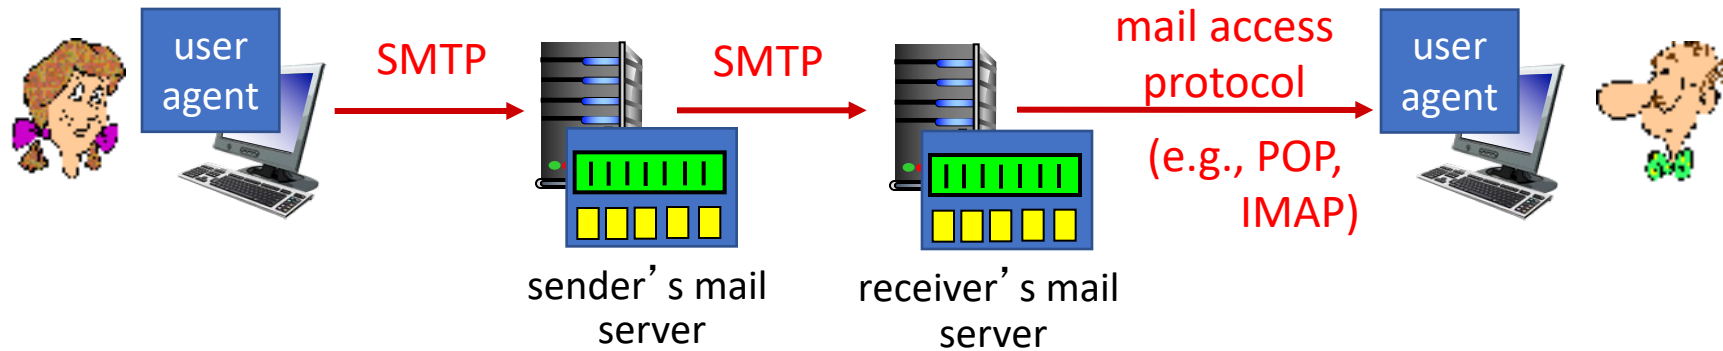 user
agent
SMTP
SMTP
mail access
protocol
(e.g., POP,
IMAP)
user
agent
sender’s mail
server
receiver’s mail
server